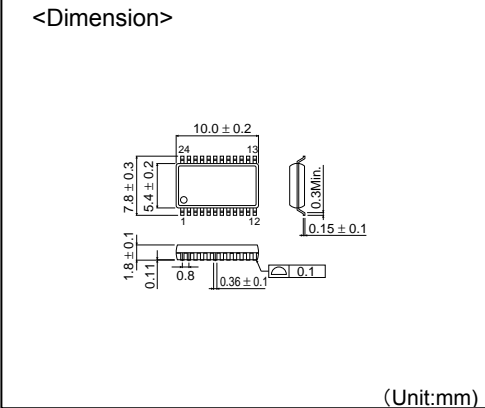 <Dimension>
10.0 ± 0.2
24 13
7.8 ± 0.3
5.4 ± 0.2
0.3Min.
1 12
0.15 ± 0.1
1.8 ± 0.1
0.11
0.8
0.36 ± 0.1
0.1
(Unit:mm)